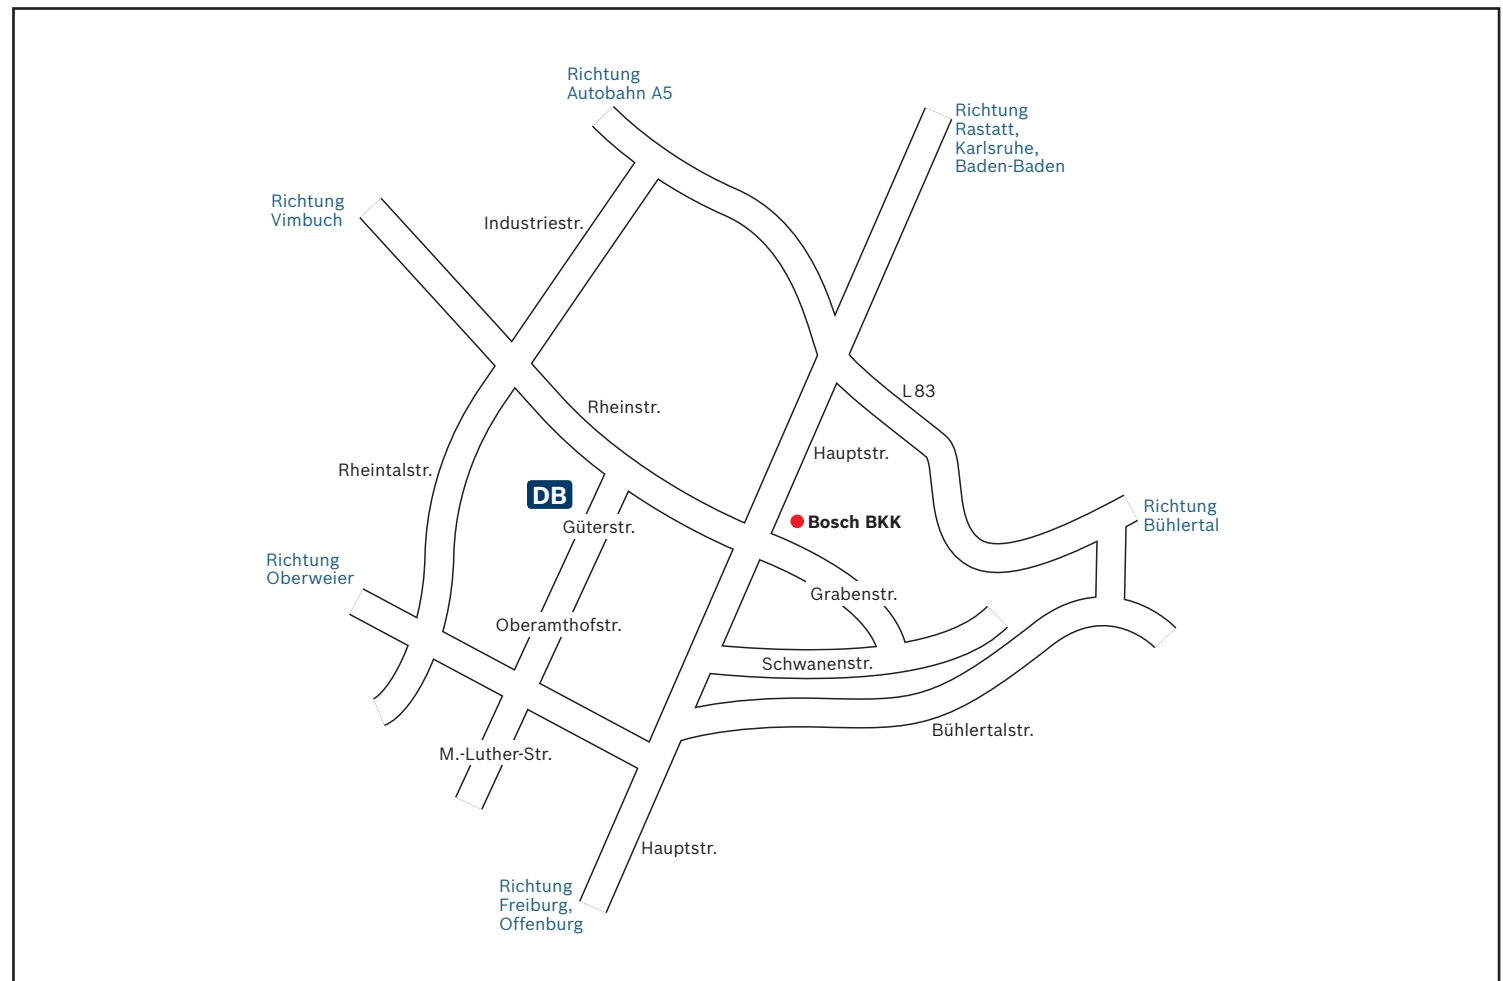 Richtung
Autobahn A5
Richtung
Rastatt,
Karlsruhe,
Baden-Baden
Richtung
Vimbuch
Industriestr.
L 83
Rheinstr.
Hauptstr.
Rheintalstr.
DB
Güterstr.
Bosch BKK
Richtung
Bühlertal
Richtung
Oberweier
Grabenstr.
Oberamthofstr.
Schwanenstr.
Bühlertalstr.
M.-Luther-Str.
Hauptstr.
Richtung
Freiburg,
Offenburg